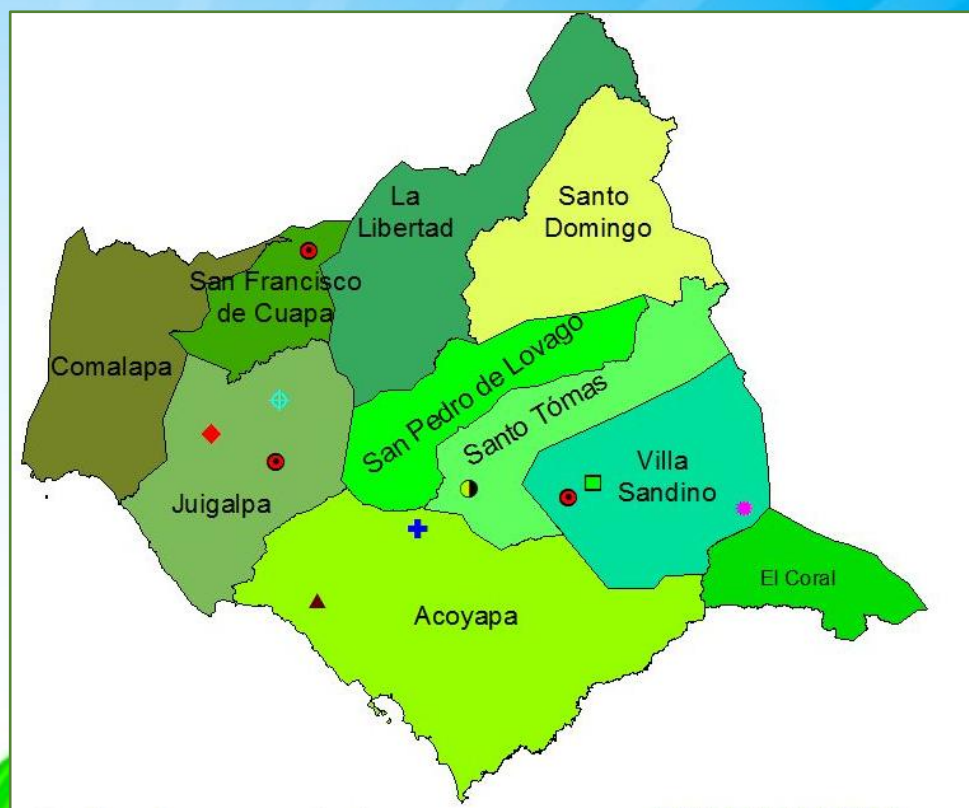 La
Libertad
Santo
Domingo
San Francisco
de Cuapa
Comalapa
San Pedro de Lovago
Santo Tómas
Villa
Sandino
Juigalpa
El Coral
Acoyapa